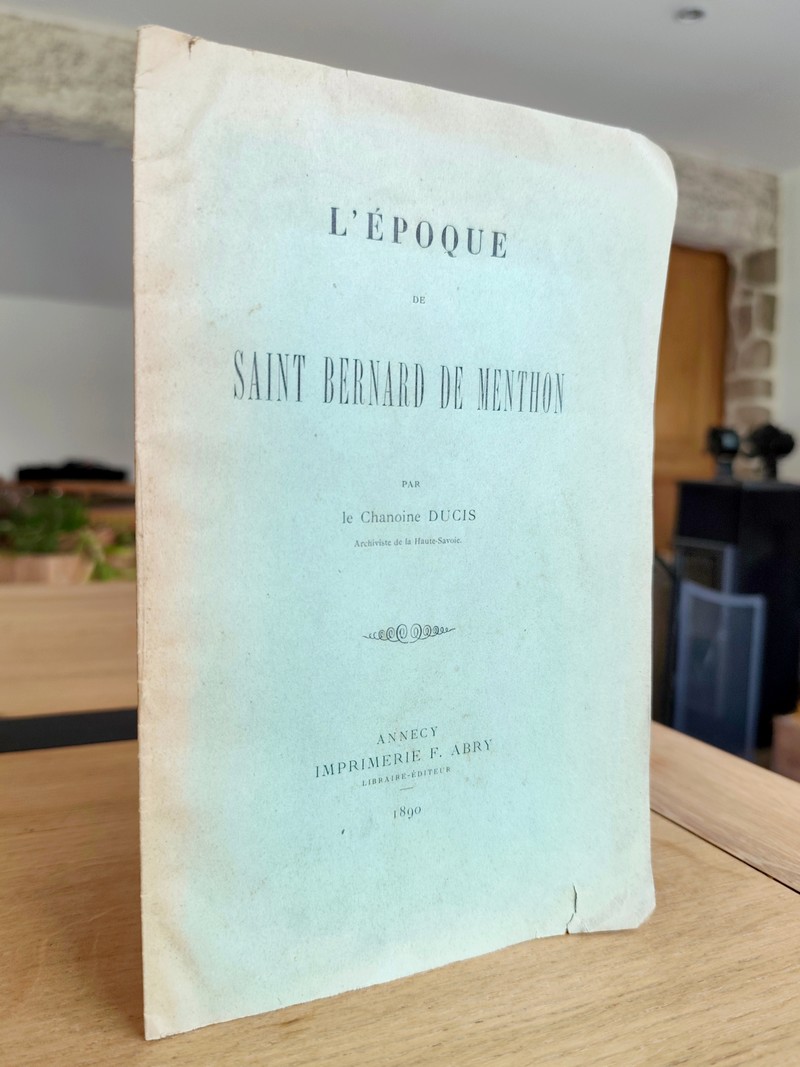 L'ÉPOQUE
DE
SAINT BERNARD DE MENTHON
PAR
le Chanoine DUCIS
Archiviste de la Haute-Savoie.
ANNECY
IMPRIMERIE F. ABRY
LIBRAIRE-ÉDITEUR
1890